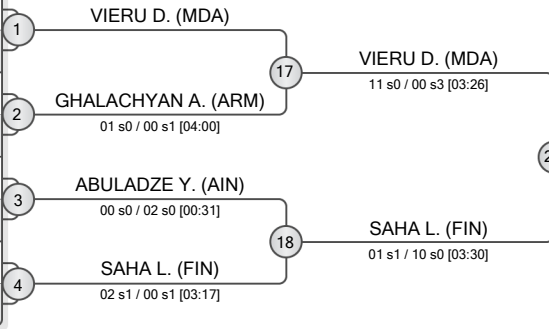 1
VIERU D. (MDA)
17
VIERU D. (MDA)
11 s0 / 00 s3 [03:26]
2
GHALACHYAN A. (ARM)
01 s0 / 00 s1 [04:00]
3
ABULADZE Y. (AIN)
00 s0 / 02 s0 [00:31]
18
SAHA L. (FIN)
01 s1 / 10 s0 [03:30]
4
SAHA L. (FIN)
02 s1 / 00 s1 [03:17]